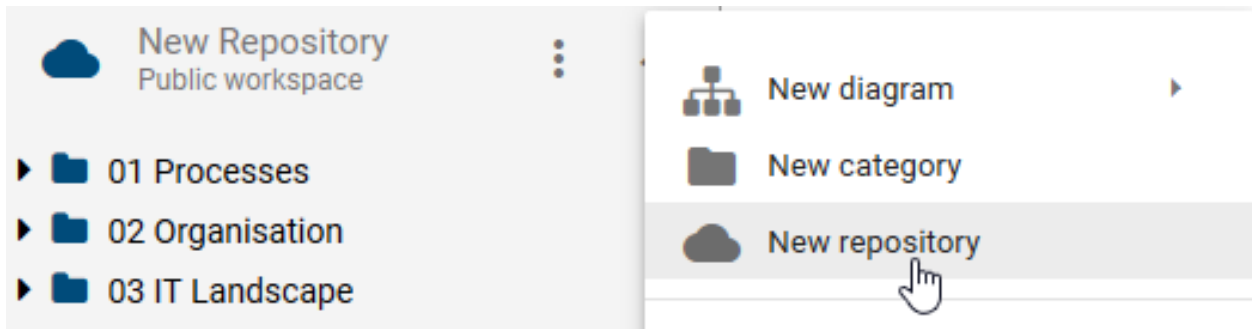 New Repository
Public workspace
01 Processes
02 Organisation
03 IT Landscape
New diagram
New category
New repository